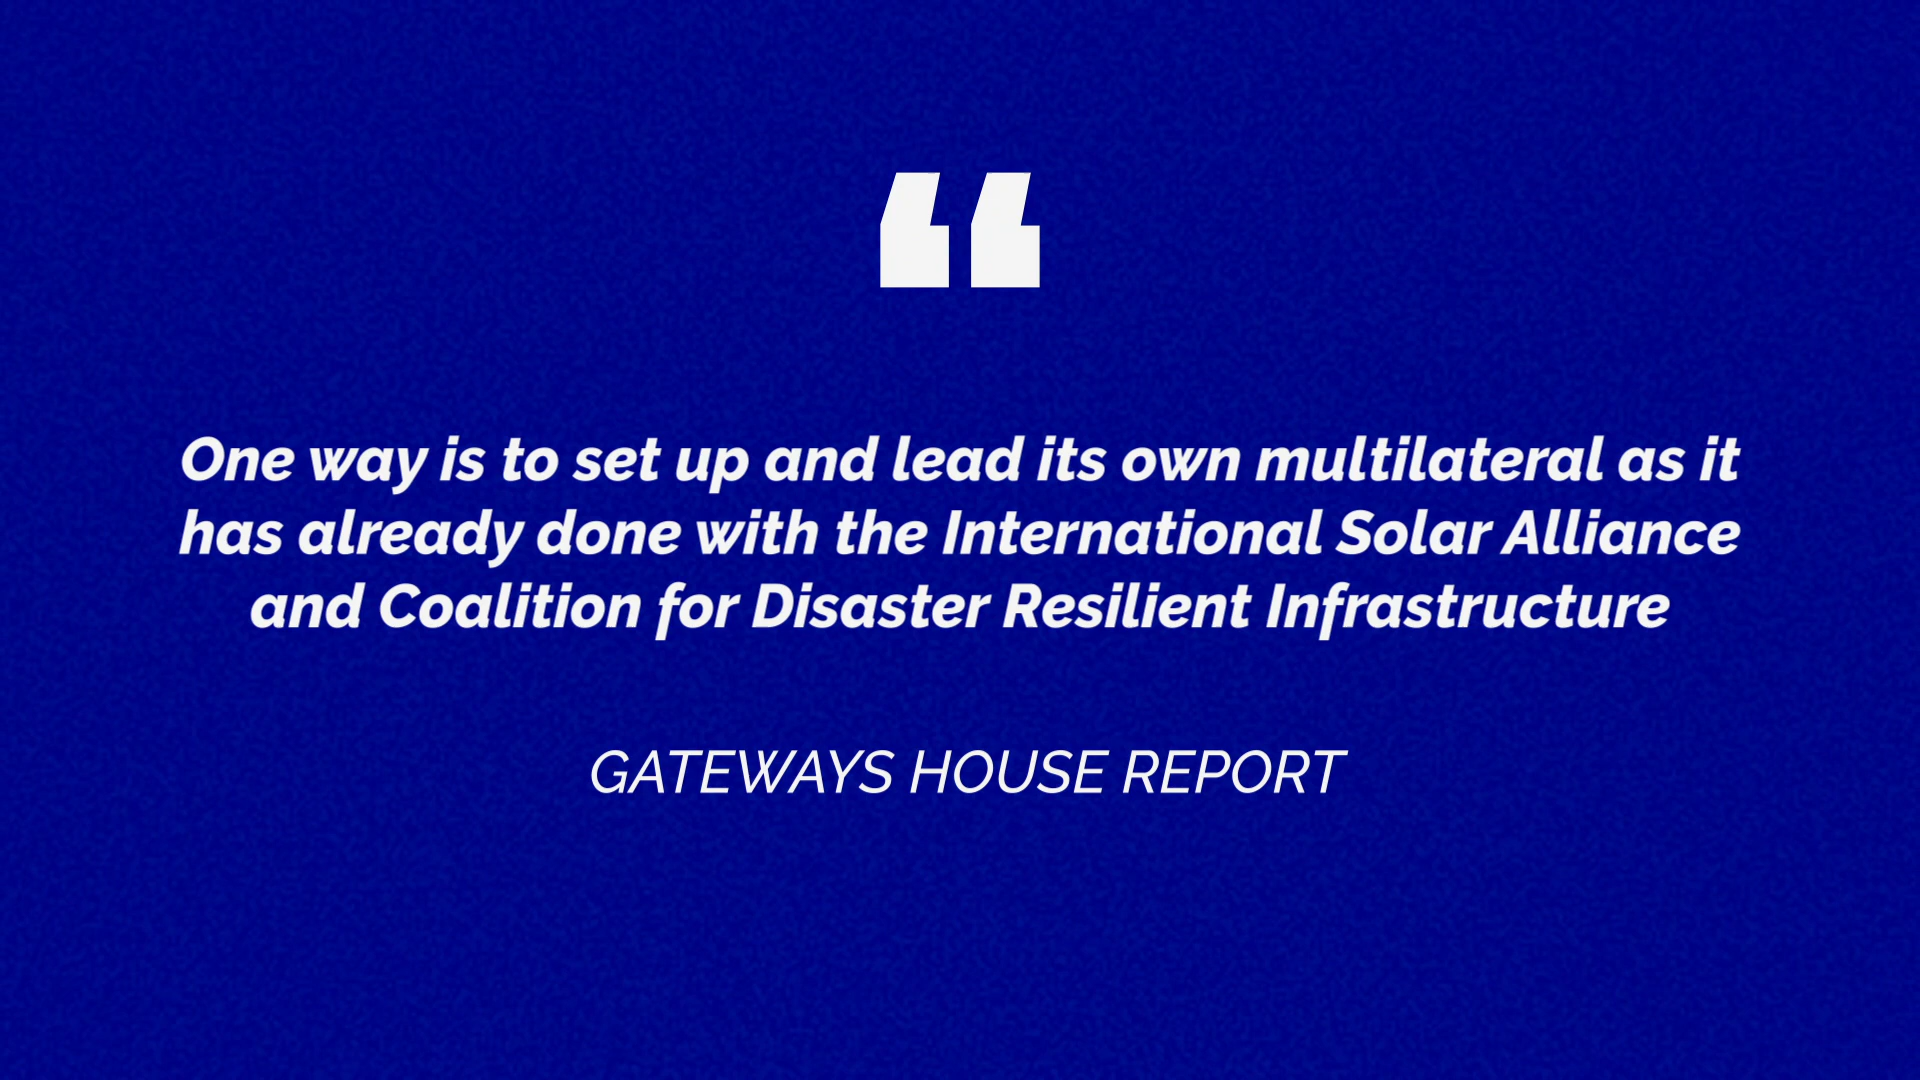 “
One way is to set up and lead its own multilateral as it
has already done with the International Solar Alliance
and Coalition for Disaster Resilient Infrastructure
GATEWAYS HOUSE REPORT